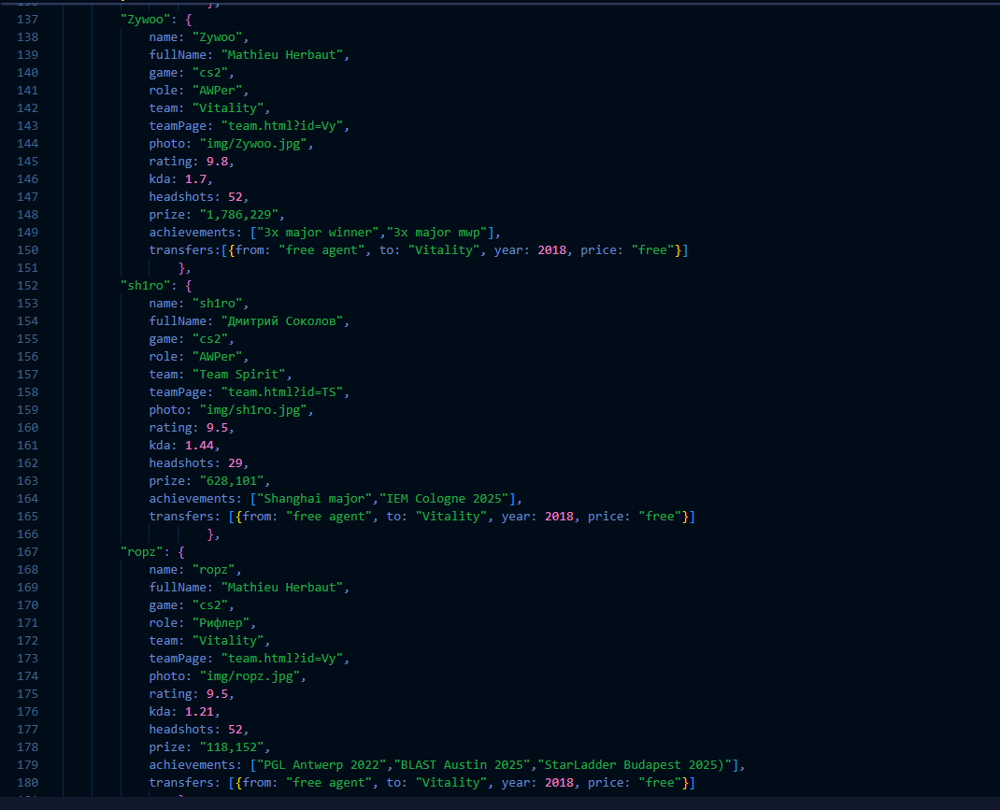 137 "Zywoo": {
138 name: "Zywoo",
139 fullName: "Mathieu Herbaut",
140 game: "cs2",
141 role: "AWPer",
142 team: "Vitality",
143 teamPage: "team.html?id=Vy",
144 photo: "img/Zywoo.jpg",
145 rating: 9.8,
146 kda: 1.7,
147 headshots: 52,
148 prize: "1,786,229",
149 achievements: ["3x major winner","3x major mwp"],
150 transfers:[{from: "free agent", to: "Vitality", year: 2018, price: "free"}]
151 },
152 "sh1ro": {
153 name: "sh1ro",
154 fullName: "Дмитрий Соколов",
155 game: "cs2",
156 role: "AWPer",
157 team: "Team Spirit",
158 teamPage: "team.html?id=TS",
159 photo: "img/sh1ro.jpg",
160 rating: 9.5,
161 kda: 1.44,
162 headshots: 29,
163 prize: "628,101",
164 achievements: ["Shanghai major","IEM Cologne 2025"],
165 transfers: [{from: "free agent", to: "Vitality", year: 2018, price: "free"}]
166 },
167 "ropz": {
168 name: "ropz",
169 fullName: "Mathieu Herbaut",
170 game: "cs2",
171 role: "Рифлер",
172 team: "Vitality",
173 teamPage: "team.html?id=Vy",
174 photo: "img/ropz.jpg",
175 rating: 9.5,
176 kda: 1.21,
177 headshots: 52,
178 prize: "118,152",
179 achievements: ["PGL Antwerp 2022","BLAST Austin 2025","StarLadder Budapest 2025)"],
180 transfers: [{from: "free agent", to: "Vitality", year: 2018, price: "free"}]